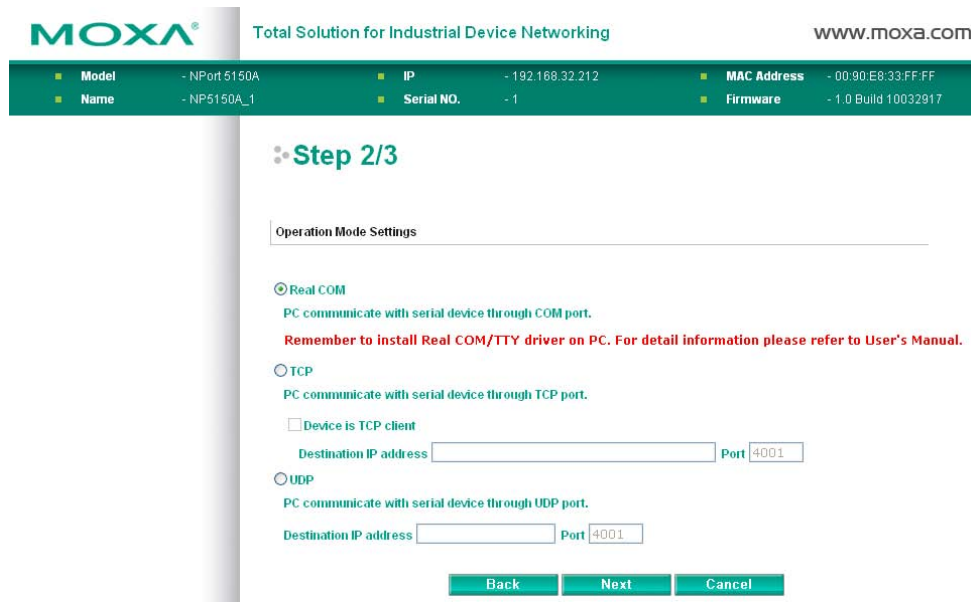 MOXA®
Total Solution for Industrial Device Networking
www.moxa.com
Model - NPort 5150A IP - 192.168.32.212 MAC Address - 00:90:E8:33:FF:FF
Name - NP5150A_1 Serial NO. - 1 Firmware - 1.0 Build 10032917
Step 2/3
Operation Mode Settings
Real COM
PC communicate with serial device through COM port.
Remember to install Real COM/TTY driver on PC. For detail information please refer to User's Manual.
TCP
PC communicate with serial device through TCP port.
Device is TCP client
Destination IP address Port 4001
UDP
PC communicate with serial device through UDP port.
Destination IP address Port 4001
Back Next Cancel